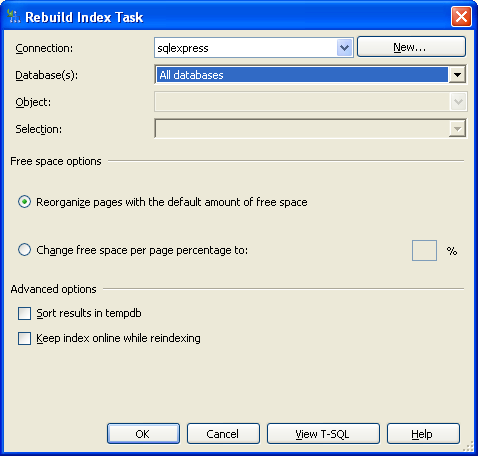 Rebuild Index Task
Connection: sqlexpress New...
Database(s): All databases
Object:
Selection:
Free space options
Reorganize pages with the default amount of free space
Change free space per page percentage to: %
Advanced options
Sort results in tempdb
Keep index online while reindexing
OK Cancel View T-SQL Help